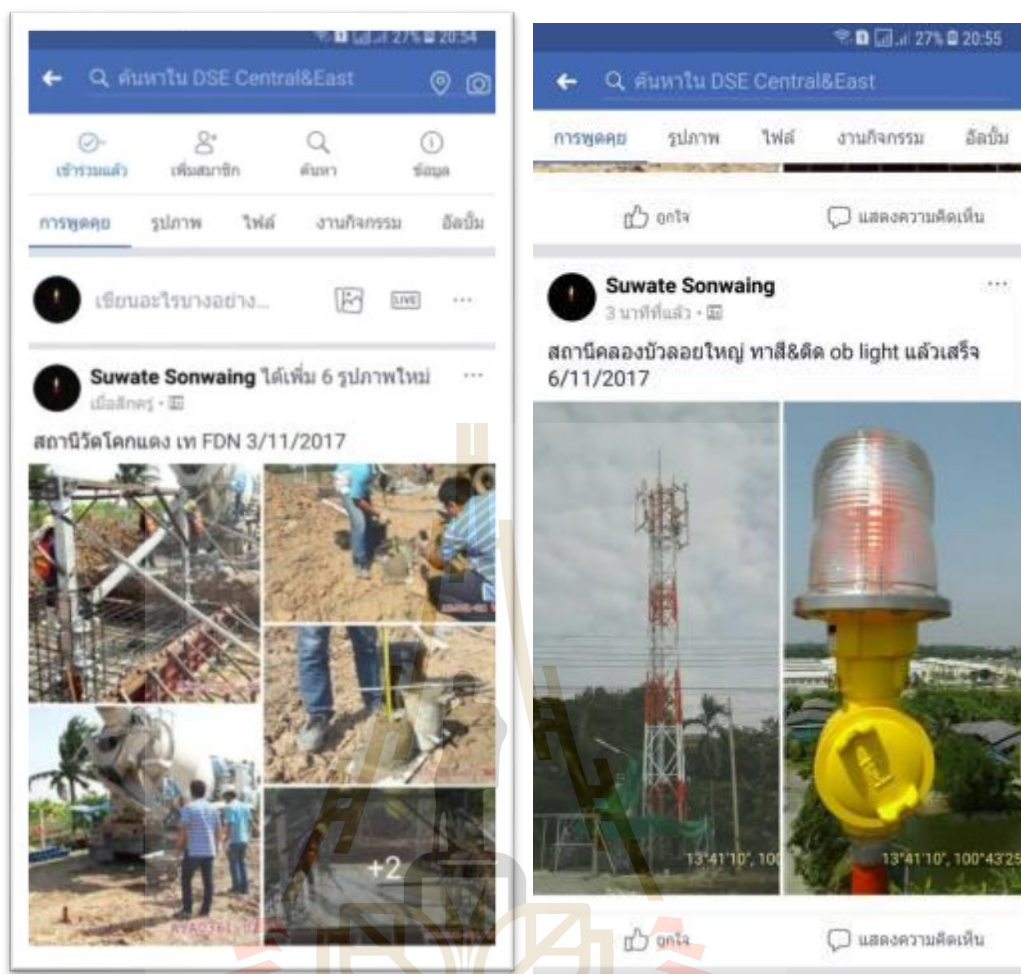 27% 20:54
ค้นหาใน DSE Central&East
เข้าร่วมแล้ว เพิ่มสมาชิก ค้นหา ข้อมูล
การพูดคุย รูปภาพ ไฟล์ งานกิจกรรม อัลบั้ม
เขียนอะไรบางอย่าง... LIVE
Suwate Sonwaing ได้เพิ่ม 6 รูปภาพใหม่
เมื่อสักครู่
สถานีวัดโคกแดง เท FDN 3/11/2017
+2
27% 20:55
ค้นหาใน DSE Central&East
การพูดคุย รูปภาพ ไฟล์ งานกิจกรรม อัลบั้ม
ถูกใจ แสดงความคิดเห็น
Suwate Sonwaing
3 นาทีที่แล้ว
สถานีคลองบัวลอยใหญ่ ทาสี&ติด ob light แล้วเสร็จ
6/11/2017
13°41'10", 100
13°41'10", 100°43'25
ถูกใจ แสดงความคิดเห็น